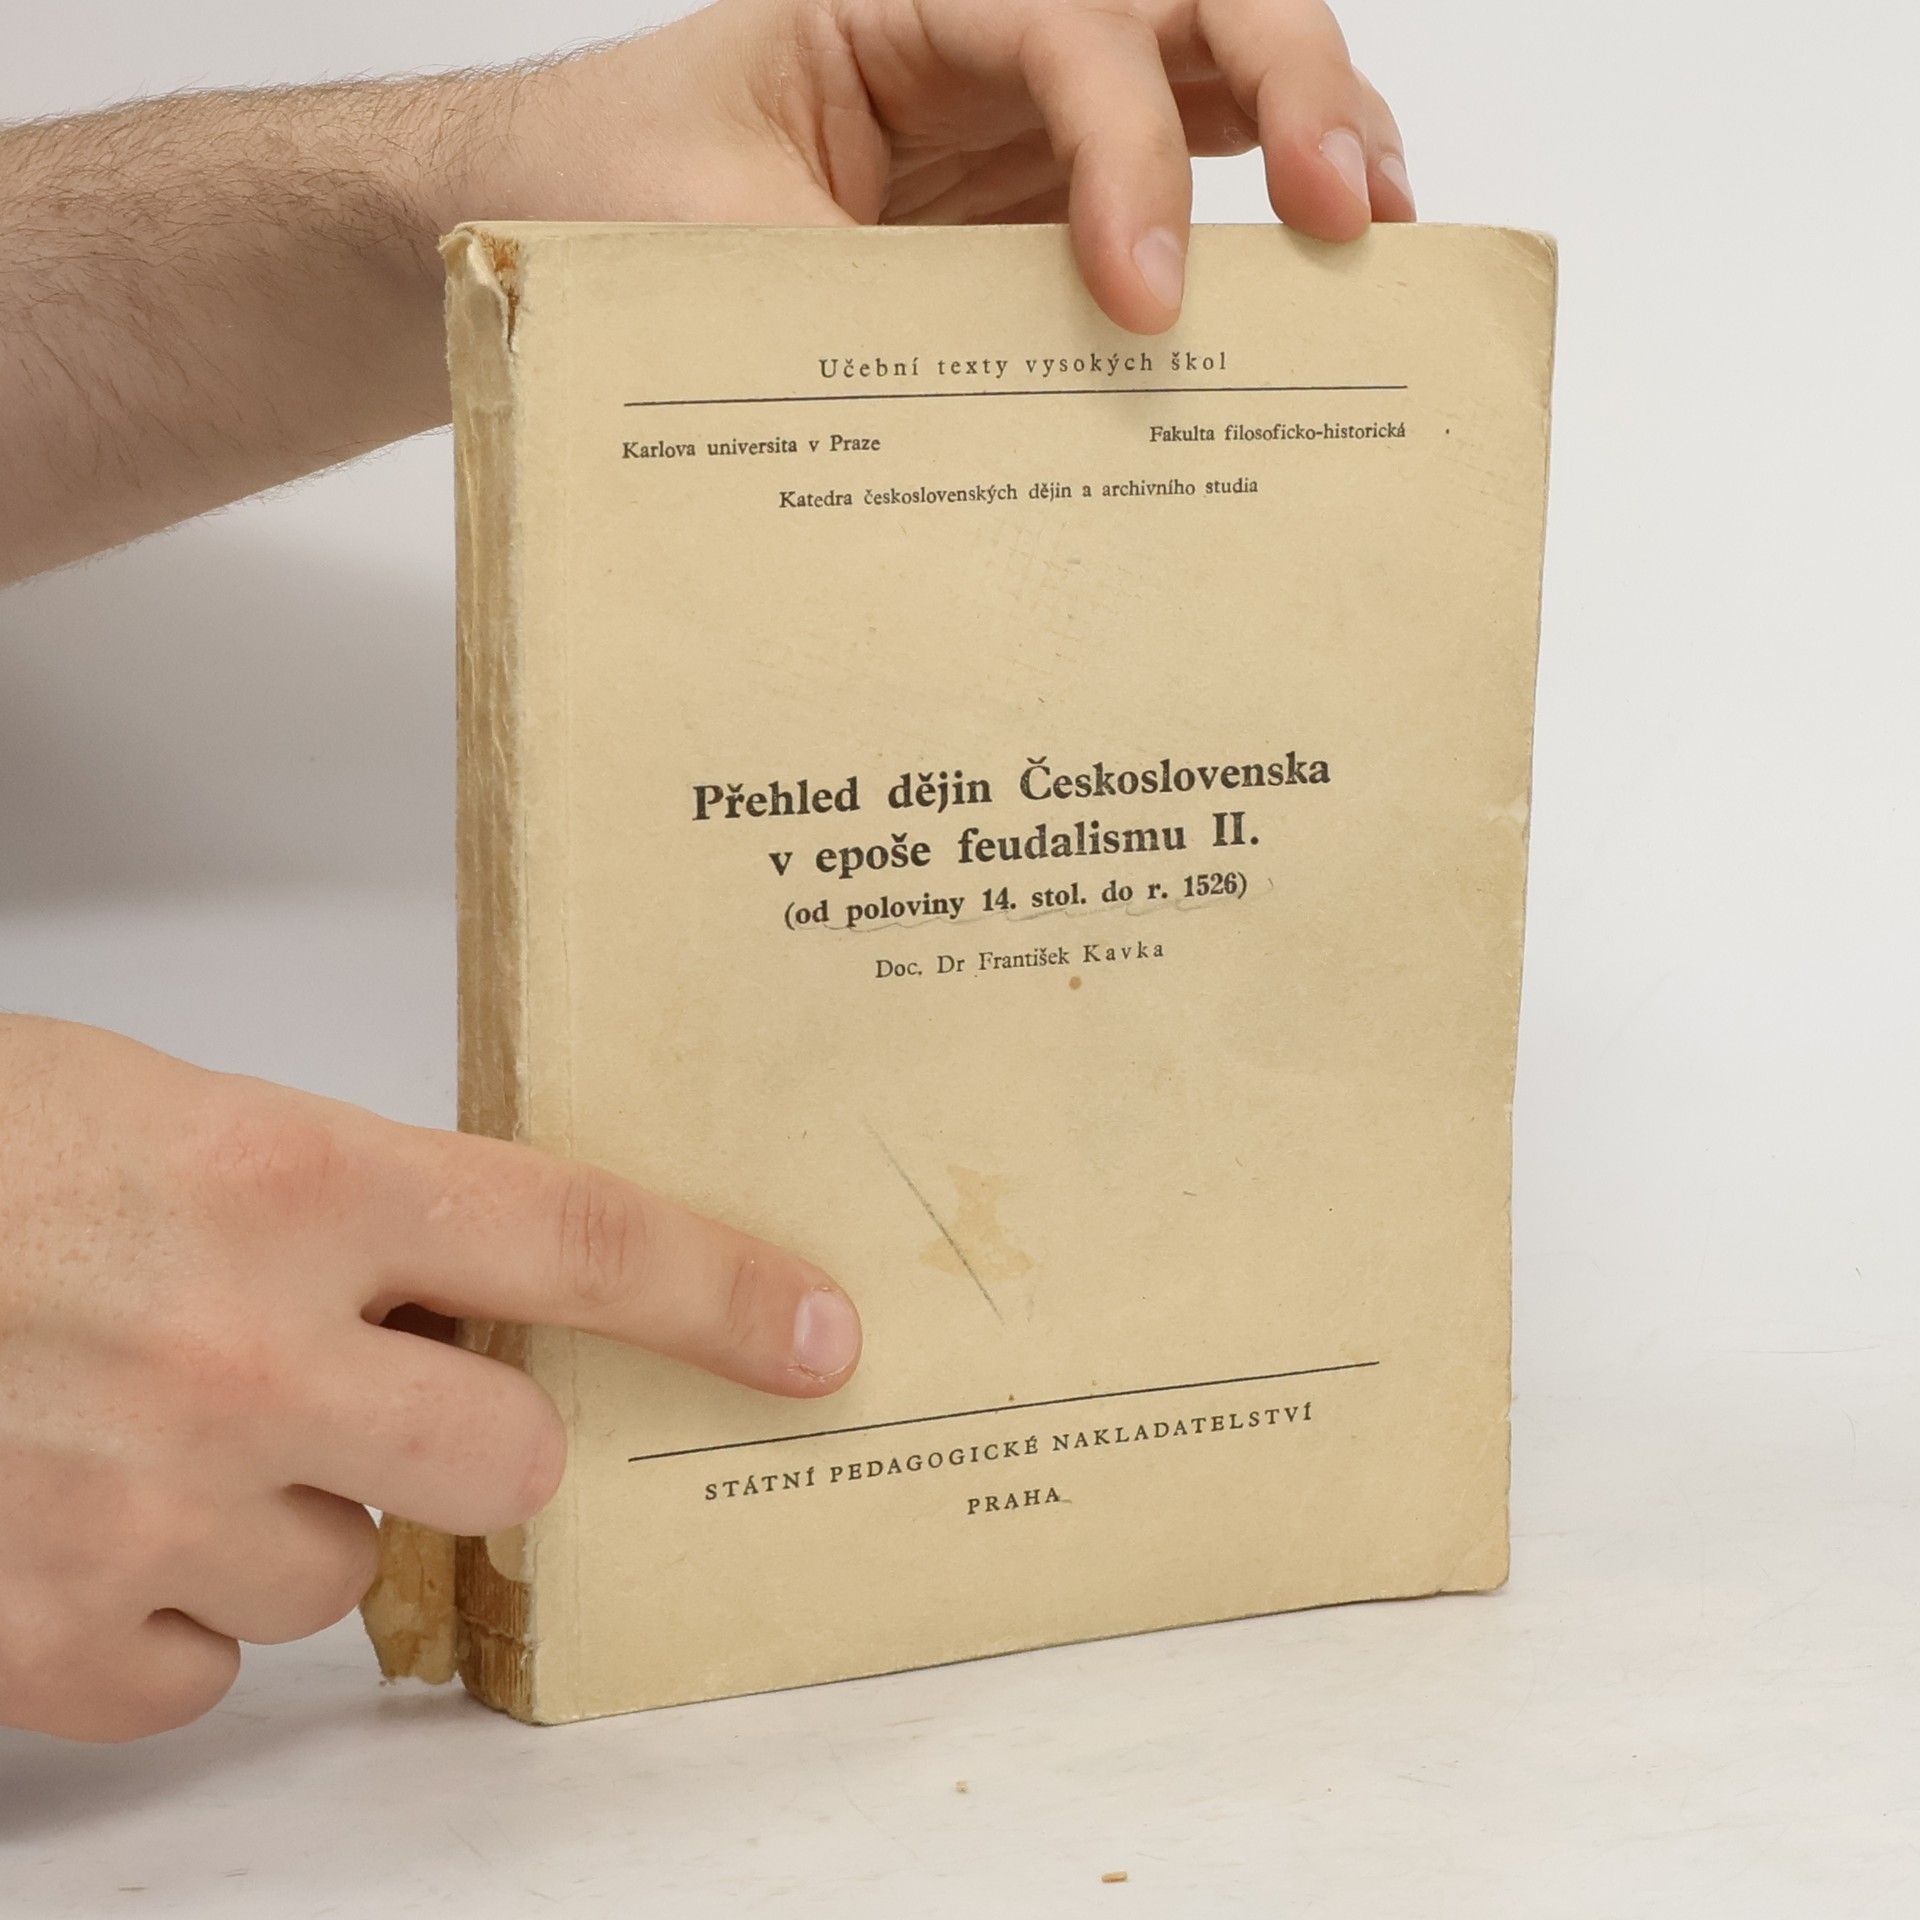 Učební texty vysokých škol
Karlova universita v Praze
Fakulta filosoficko-historická
Katedra československých dějin a archivního studia
Přehled dějin Československa
v epoše feudalismu II.
(od poloviny 14. stol. do r. 1526)
Doc. Dr František Kavka
STÁTNÍ PEDAGOGICKÉ NAKLADATELSTVÍ
PRAHA